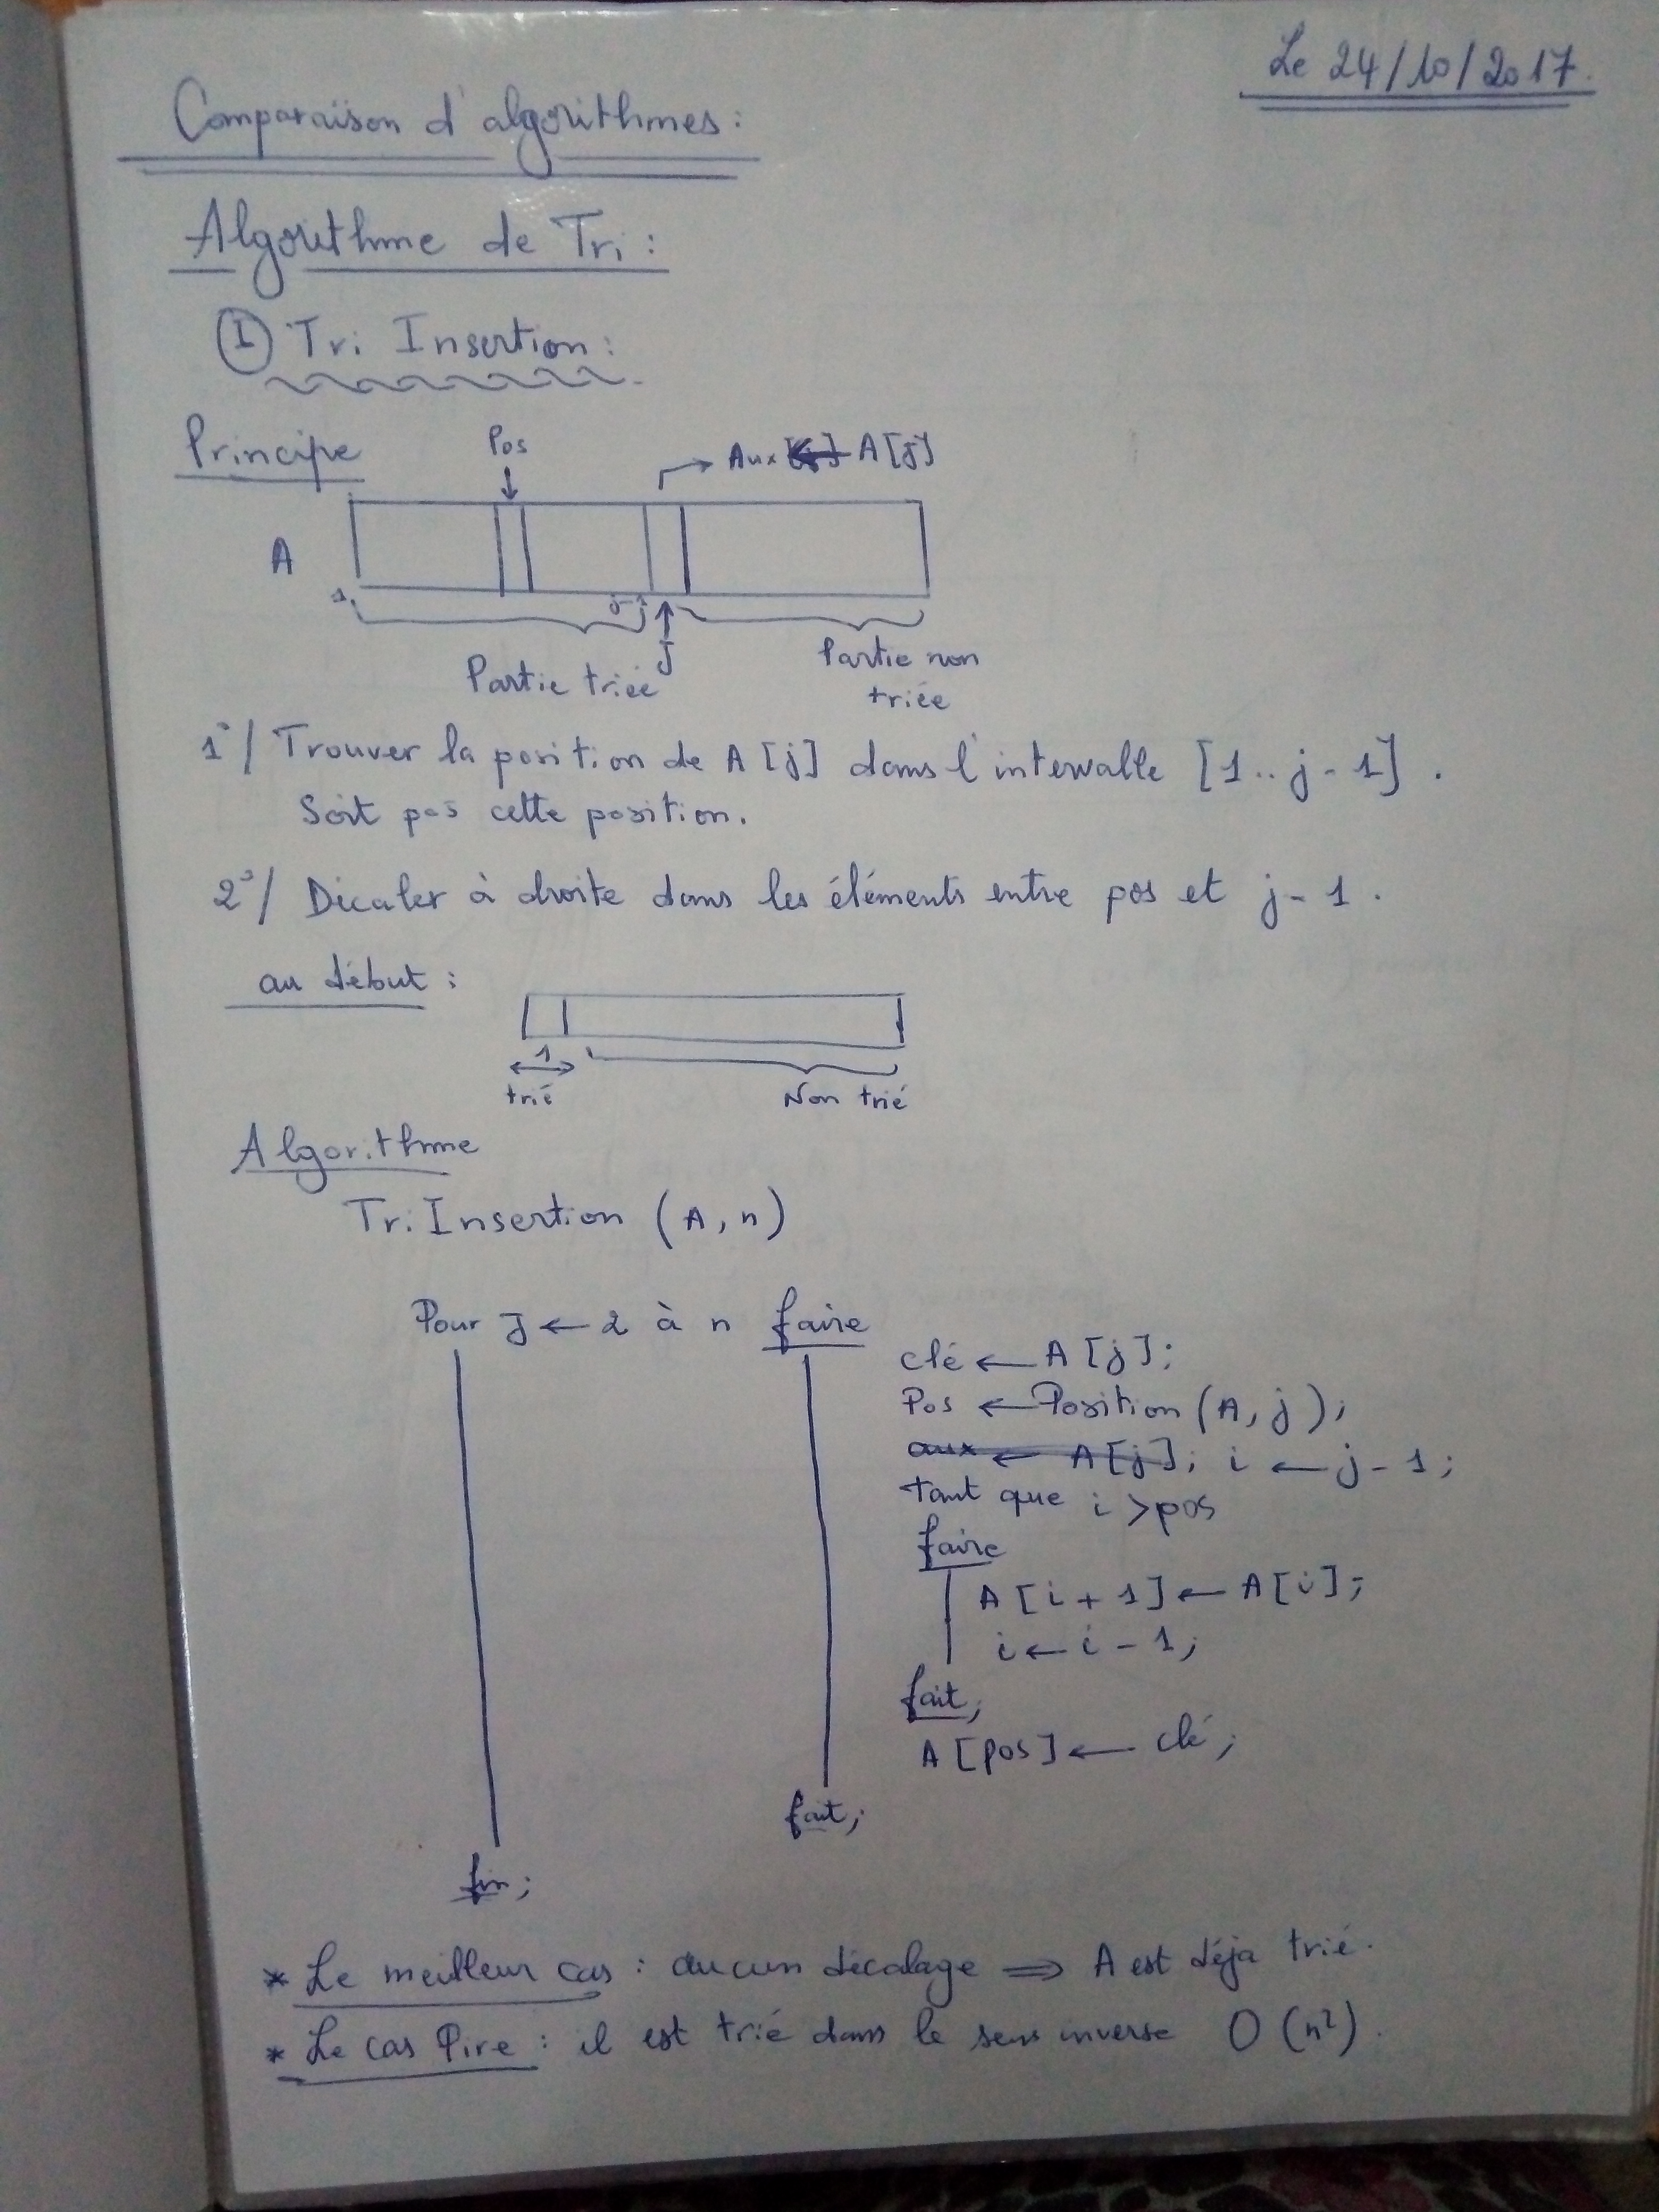 Le 24/10/2017.
Comparaison d'algorithmes :
Algorithme de Tri :
I Tri Insertion :
Principe
Pos
Aux ← A[j]
A
1 j-1
J
Partie triée
Partie non
triée
1°/ Trouver la position de A[j] dans l'intervalle [1..j-1].
Soit pos cette position.
2°/ Décaler à droite dans les éléments entre pos et j-1.
au début :
1
trié
Non trié
Algorithme
Tri Insertion (A, n)
Pour J ← 2 à n faire
clé ← A[j];
Pos ← Position (A, j);
aux ← A[j]; i ← j-1;
tant que i > pos
faire
A[i+1] ← A[i];
i ← i-1;
fait;
A[pos] ← clé;
fait;
fin;
* Le meilleur cas : aucun décalage ⇒ A est déja trié.
* Le cas Pire : il est trié dans le sens inverse O(n²).